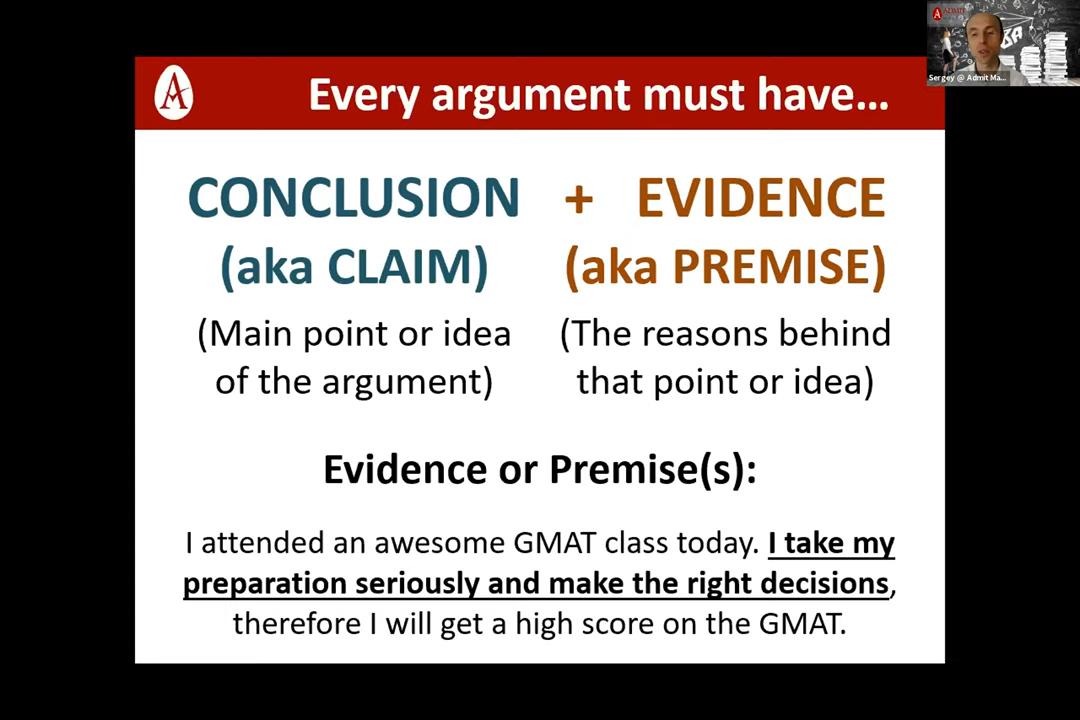 Every argument must have...
CONCLUSION + EVIDENCE
(aka CLAIM) (aka PREMISE)
(Main point or idea
of the argument)
(The reasons behind
that point or idea)
Evidence or Premise(s):
I attended an awesome GMAT class today. I take my
preparation seriously and make the right decisions,
therefore I will get a high score on the GMAT.
A ADMIT
BA
Sergey @ Admit Ma...